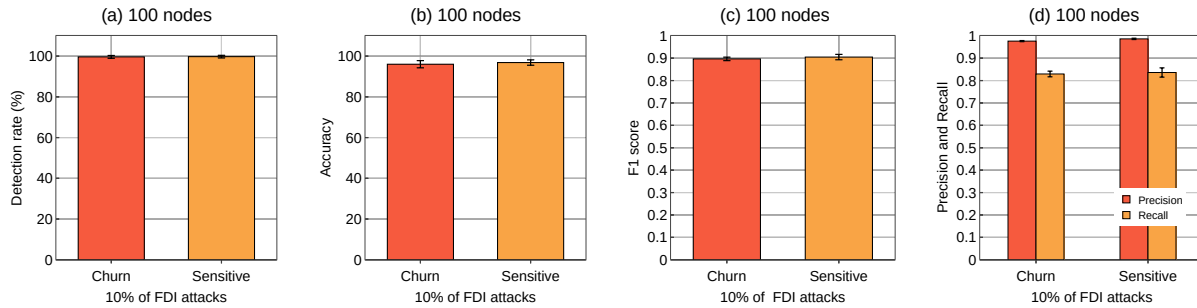 (a) 100 nodes
Detection rate (%)
100
80
60
40
20
0
Churn
Sensitive
10% of FDI attacks
(b) 100 nodes
Accuracy
100
80
60
40
20
0
Churn
Sensitive
10% of FDI attacks
(c) 100 nodes
F1 score
1
0.9
0.8
0.7
0.6
0.5
0.4
0.3
0.2
0.1
Churn
Sensitive
10% of  FDI attacks
(d) 100 nodes
Precision and Recall
1
0.9
0.8
0.7
0.6
0.5
0.4
0.3
0.2
0.1
Precision
Recall
Churn
Sensitive
10% of FDI attacks